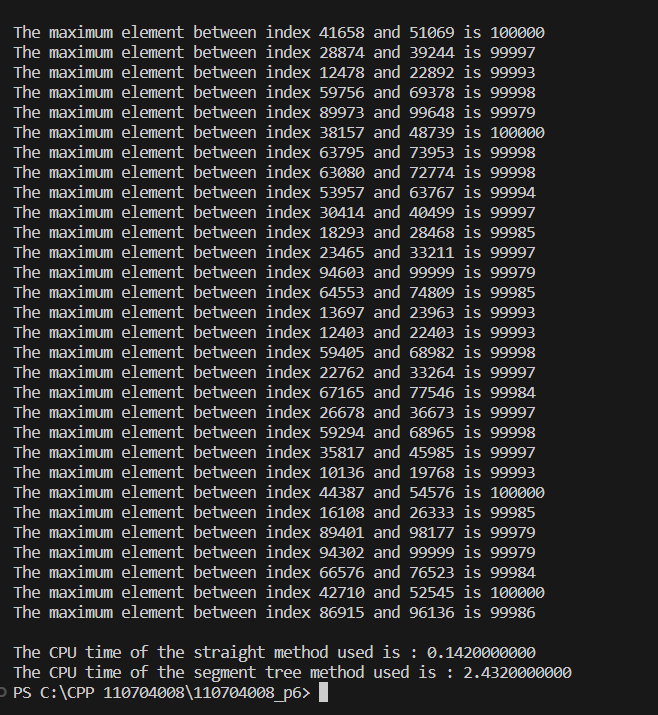 The maximum element between index 41658 and 51069 is 100000
The maximum element between index 28874 and 39244 is 99997
The maximum element between index 12478 and 22892 is 99993
The maximum element between index 59756 and 69378 is 99998
The maximum element between index 89973 and 99648 is 99979
The maximum element between index 38157 and 48739 is 100000
The maximum element between index 63795 and 73953 is 99998
The maximum element between index 63080 and 72774 is 99998
The maximum element between index 53957 and 63767 is 99994
The maximum element between index 30414 and 40499 is 99997
The maximum element between index 18293 and 28468 is 99985
The maximum element between index 23465 and 33211 is 99997
The maximum element between index 94603 and 99999 is 99979
The maximum element between index 64553 and 74809 is 99985
The maximum element between index 13697 and 23963 is 99993
The maximum element between index 12403 and 22403 is 99993
The maximum element between index 59405 and 68982 is 99998
The maximum element between index 22762 and 33264 is 99997
The maximum element between index 67165 and 77546 is 99984
The maximum element between index 26678 and 36673 is 99997
The maximum element between index 59294 and 68965 is 99998
The maximum element between index 35817 and 45985 is 99997
The maximum element between index 10136 and 19768 is 99993
The maximum element between index 44387 and 54576 is 100000
The maximum element between index 16108 and 26333 is 99985
The maximum element between index 89401 and 98177 is 99979
The maximum element between index 94302 and 99999 is 99979
The maximum element between index 66576 and 76523 is 99984
The maximum element between index 42710 and 52545 is 100000
The maximum element between index 86915 and 96136 is 99986
The CPU time of the straight method used is : 0.1420000000
The CPU time of the segment tree method used is : 2.4320000000
PS C:\CPP 110704008\110704008_p6>